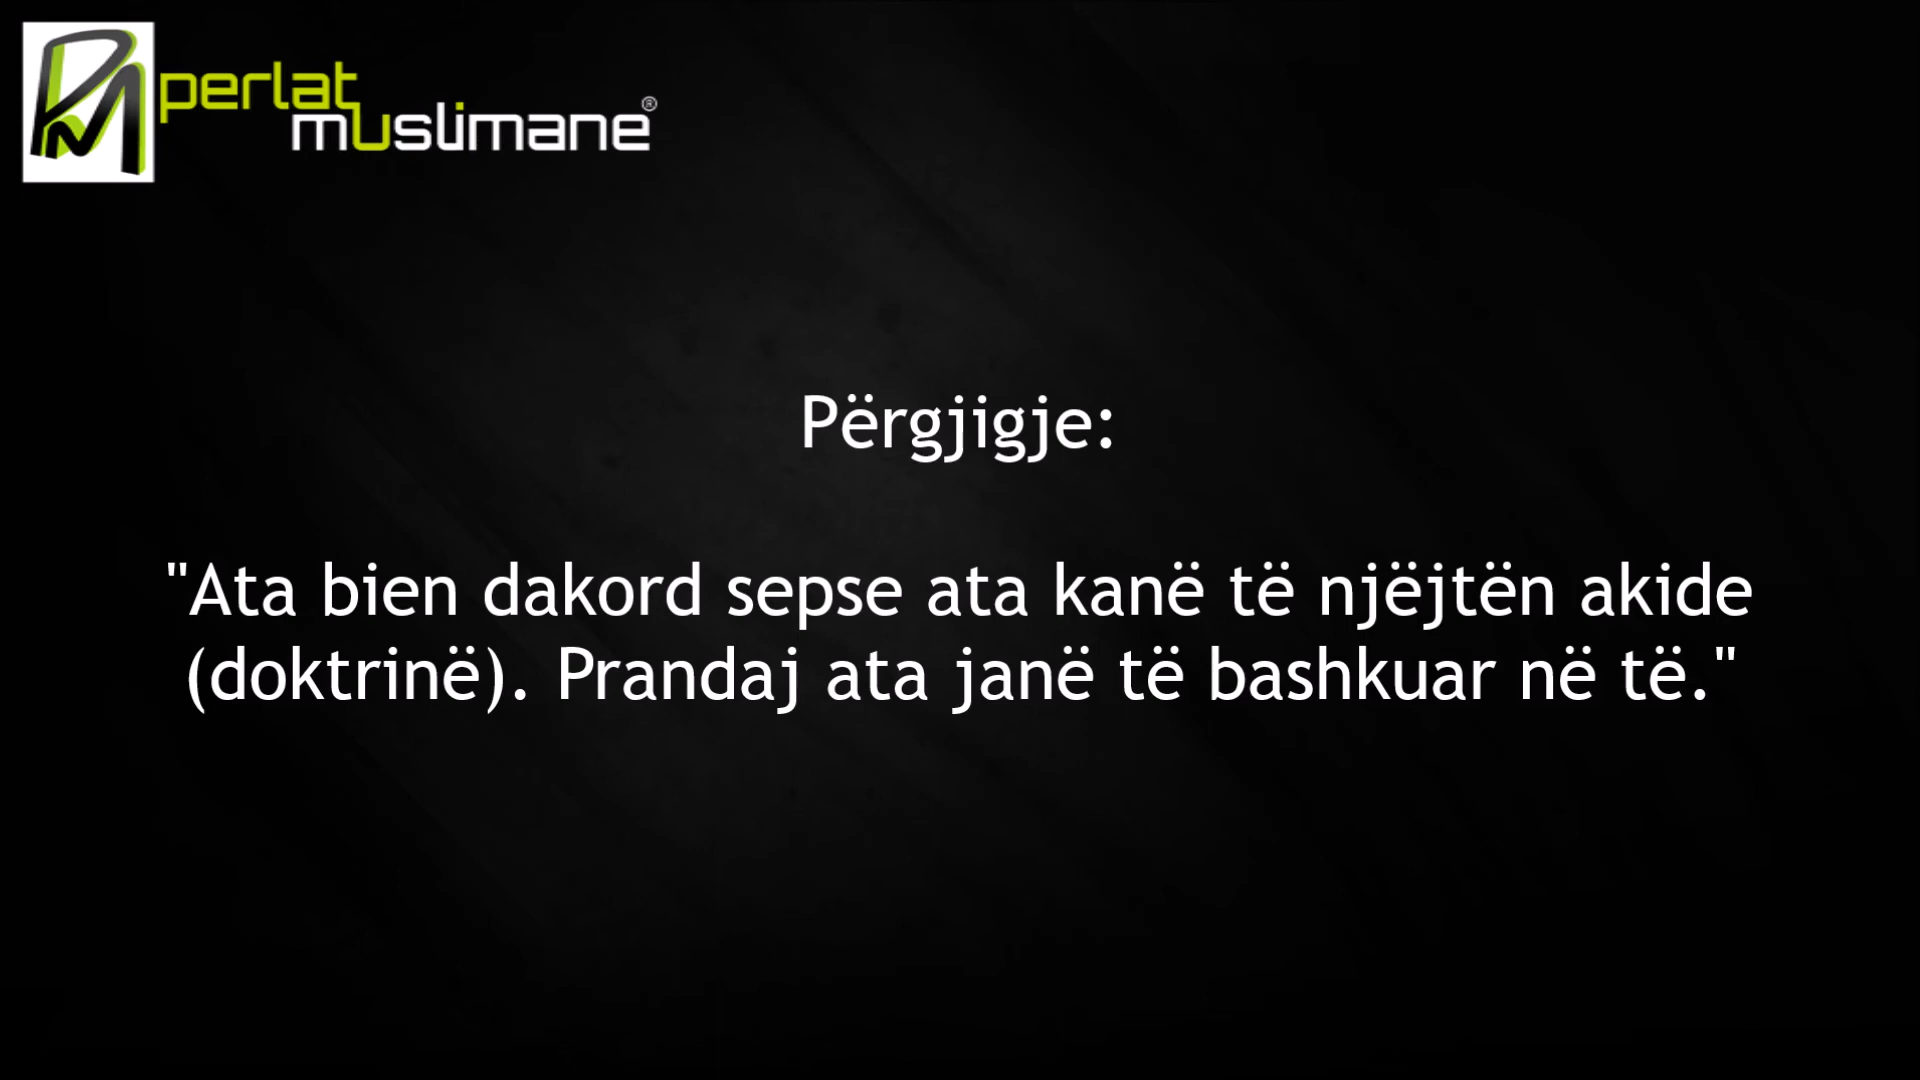 perlat
muslimane®
Përgjigje:
"Ata bien dakord sepse ata kanë të njëjtën akide
(doktrinë). Prandaj ata janë të bashkuar në të."